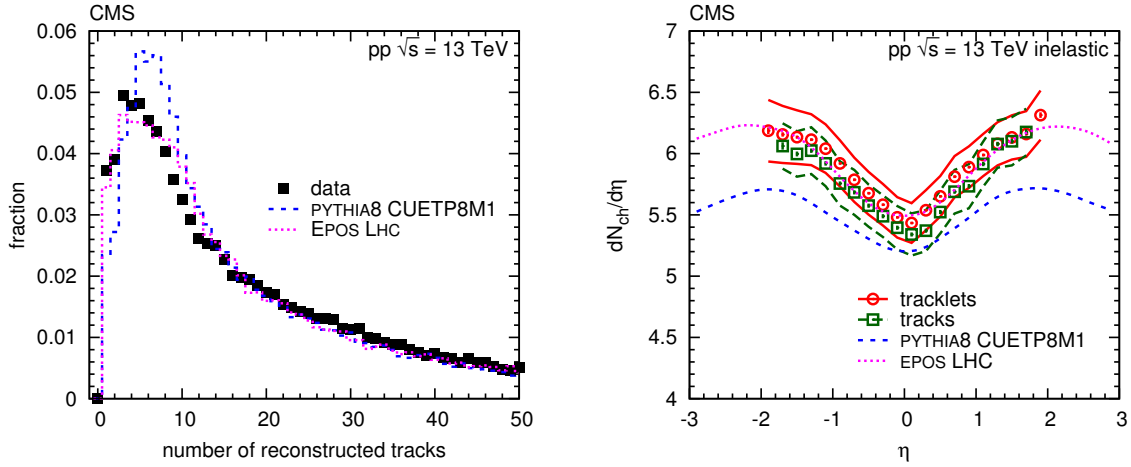 CMS
pp √s = 13 TeV
0.06
0.05
0.04
0.03
0.02
0.01
0
fraction
data
PYTHIA8 CUETP8M1
EPOS LHC
0 10 20 30 40 50
number of reconstructed tracks
CMS
pp √s = 13 TeV inelastic
7
6.5
6
5.5
5
4.5
4
dN_ch/dη
tracklets
tracks
PYTHIA8 CUETP8M1
EPOS LHC
-3 -2 -1 0 1 2 3
η